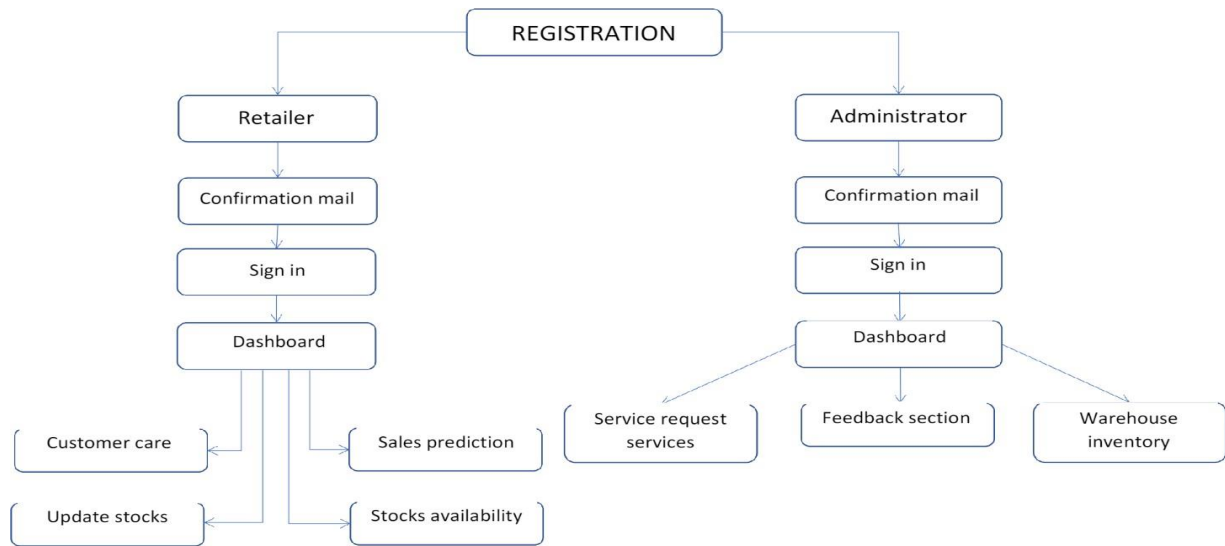 REGISTRATION
Retailer
Administrator
Confirmation mail
Confirmation mail
Sign in
Sign in
Dashboard
Dashboard
Service request
services
Feedback section
Warehouse
inventory
Customer care
Sales prediction
Update stocks
Stocks availability